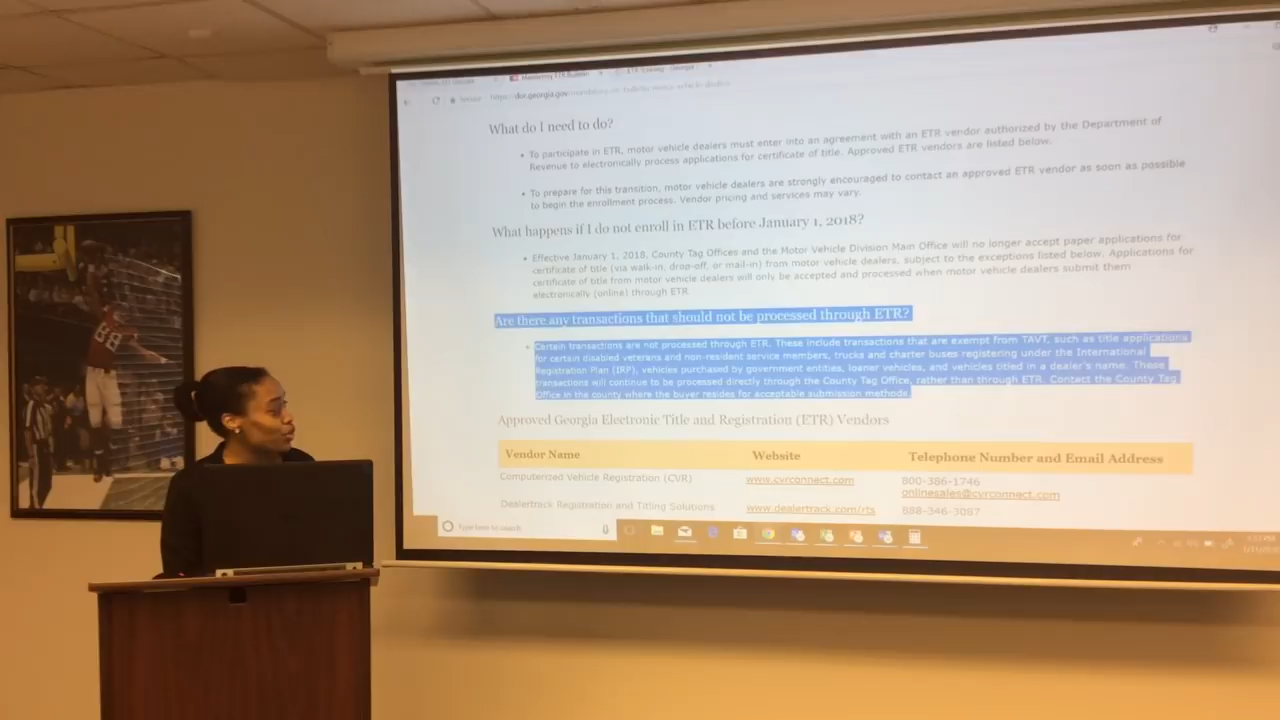 Mandatory ETR Bulletin
ETR Training - Georgia
Secure https://dor.georgia.gov
What do I need to do?
• To participate in ETR, motor vehicle dealers must enter into an agreement with an ETR vendor authorized by the Department of
Revenue to electronically process applications for certificate of title. Approved ETR vendors are listed below.
• To prepare for this transition, motor vehicle dealers are strongly encouraged to contact an approved ETR vendor as soon as possible
to begin the enrollment process. Vendor pricing and services may vary.
What happens if I do not enroll in ETR before January 1, 2018?
• Effective January 1, 2018, County Tag Offices and the Motor Vehicle Division Main Office will no longer accept paper applications for
certificate of title (via walk-in, drop-off, or mail-in) from motor vehicle dealers, subject to the exceptions listed below. Applications for
certificate of title from motor vehicle dealers will only be accepted and processed when motor vehicle dealers submit them
electronically (online) through ETR.
Are there any transactions that should not be processed through ETR?
• Certain transactions are not processed through ETR. These include transactions that are exempt from TAVT, such as title applications
for certain disabled veterans and non-resident service members, trucks and charter buses registering under the International
Registration Plan (IRP), vehicles purchased by government entities, loaner vehicles, and vehicles titled in a dealer's name. These
transactions will continue to be processed directly through the County Tag Office, rather than through ETR. Contact the County Tag
Office in the county where the buyer resides for acceptable submission methods.
Approved Georgia Electronic Title and Registration (ETR) Vendors
Vendor Name Website Telephone Number and Email Address
Computerized Vehicle Registration (CVR) www.cvrconnect.com 800-386-1746
onlinesales@cvrconnect.com
Dealertrack Registration and Titling Solutions www.dealertrack.com/rts 888-346-3087
Type here to search
88